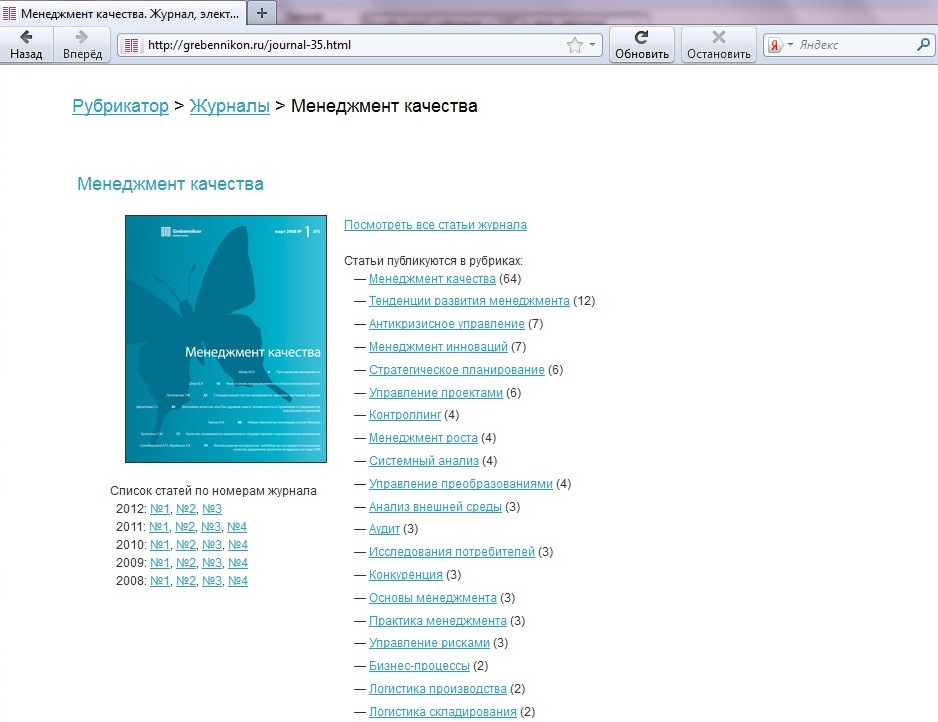 Менеджмент качества. Журнал, элект...
Назад
Вперёд
http://grebennikon.ru/journal-35.html
Обновить
Остановить
Яндекс
Рубрикатор > Журналы > Менеджмент качества
Менеджмент качества
Grebennikov
март 2008 № 1
Менеджмент качества
Посмотреть все статьи журнала
Статьи публикуются в рубриках:
— Менеджмент качества (64)
— Тенденции развития менеджмента (12)
— Антикризисное управление (7)
— Менеджмент инноваций (7)
— Стратегическое планирование (6)
— Управление проектами (6)
— Контроллинг (4)
— Менеджмент роста (4)
— Системный анализ (4)
— Управление преобразованиями (4)
— Анализ внешней среды (3)
— Аудит (3)
— Исследования потребителей (3)
— Конкуренция (3)
— Основы менеджмента (3)
— Практика менеджмента (3)
— Управление рисками (3)
— Бизнес-процессы (2)
— Логистика производства (2)
— Логистика складирования (2)
Список статей по номерам журнала
2012: №1, №2, №3
2011: №1, №2, №3, №4
2010: №1, №2, №3, №4
2009: №1, №2, №3, №4
2008: №1, №2, №3, №4